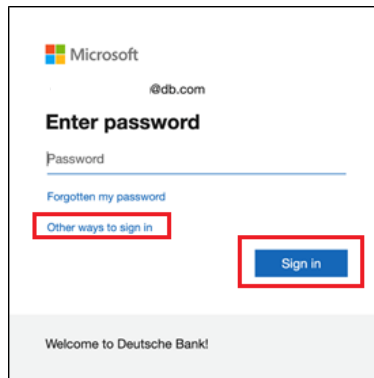 Microsoft
@db.com
Enter password
Password
Forgotten my password
Other ways to sign in
Sign in
Welcome to Deutsche Bank!